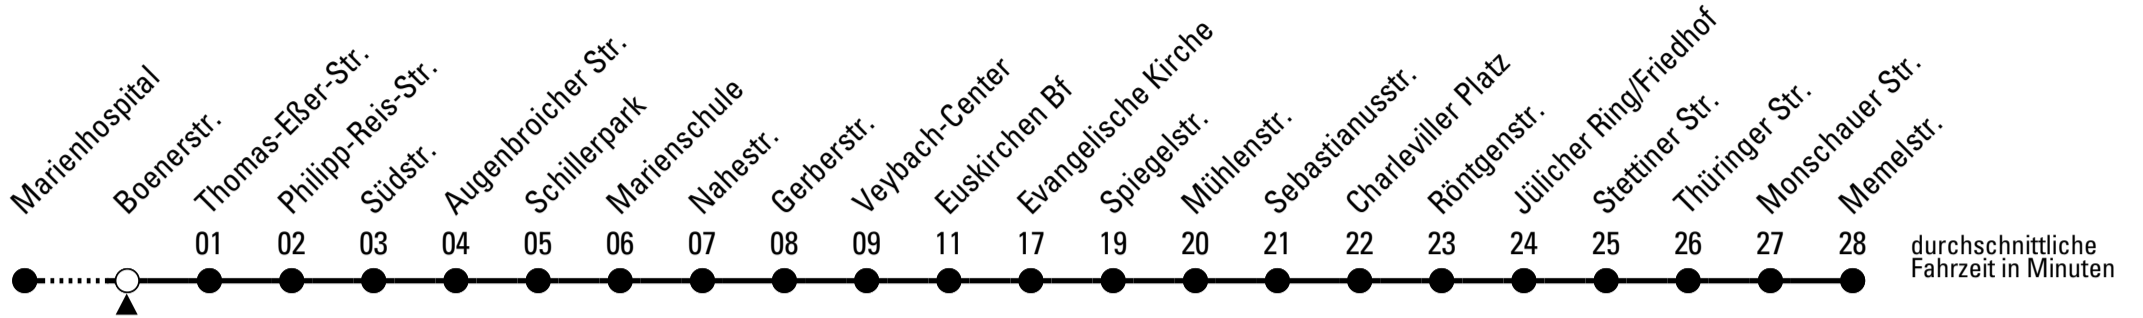 Marienhospital
Boenerstr.
Thomas-Eßer-Str.
Philipp-Reis-Str.
Südstr.
Augenbroicher Str.
Schillerpark
Marienschule
Nahestr.
Gerberstr.
Veybach-Center
Euskirchen Bf
Evangelische Kirche
Spiegelstr.
Mühlenstr.
Sebastianusstr.
Charleviller Platz
Röntgenstr.
Jülicher Ring/Friedhof
Stettiner Str.
Thüringer Str.
Monschauer Str.
Memelstr.
01 02 03 04 05 06 07 08 09 11 17 19 20 21 22 23 24 25 26 27 28
durchschnittliche
Fahrzeit in Minuten